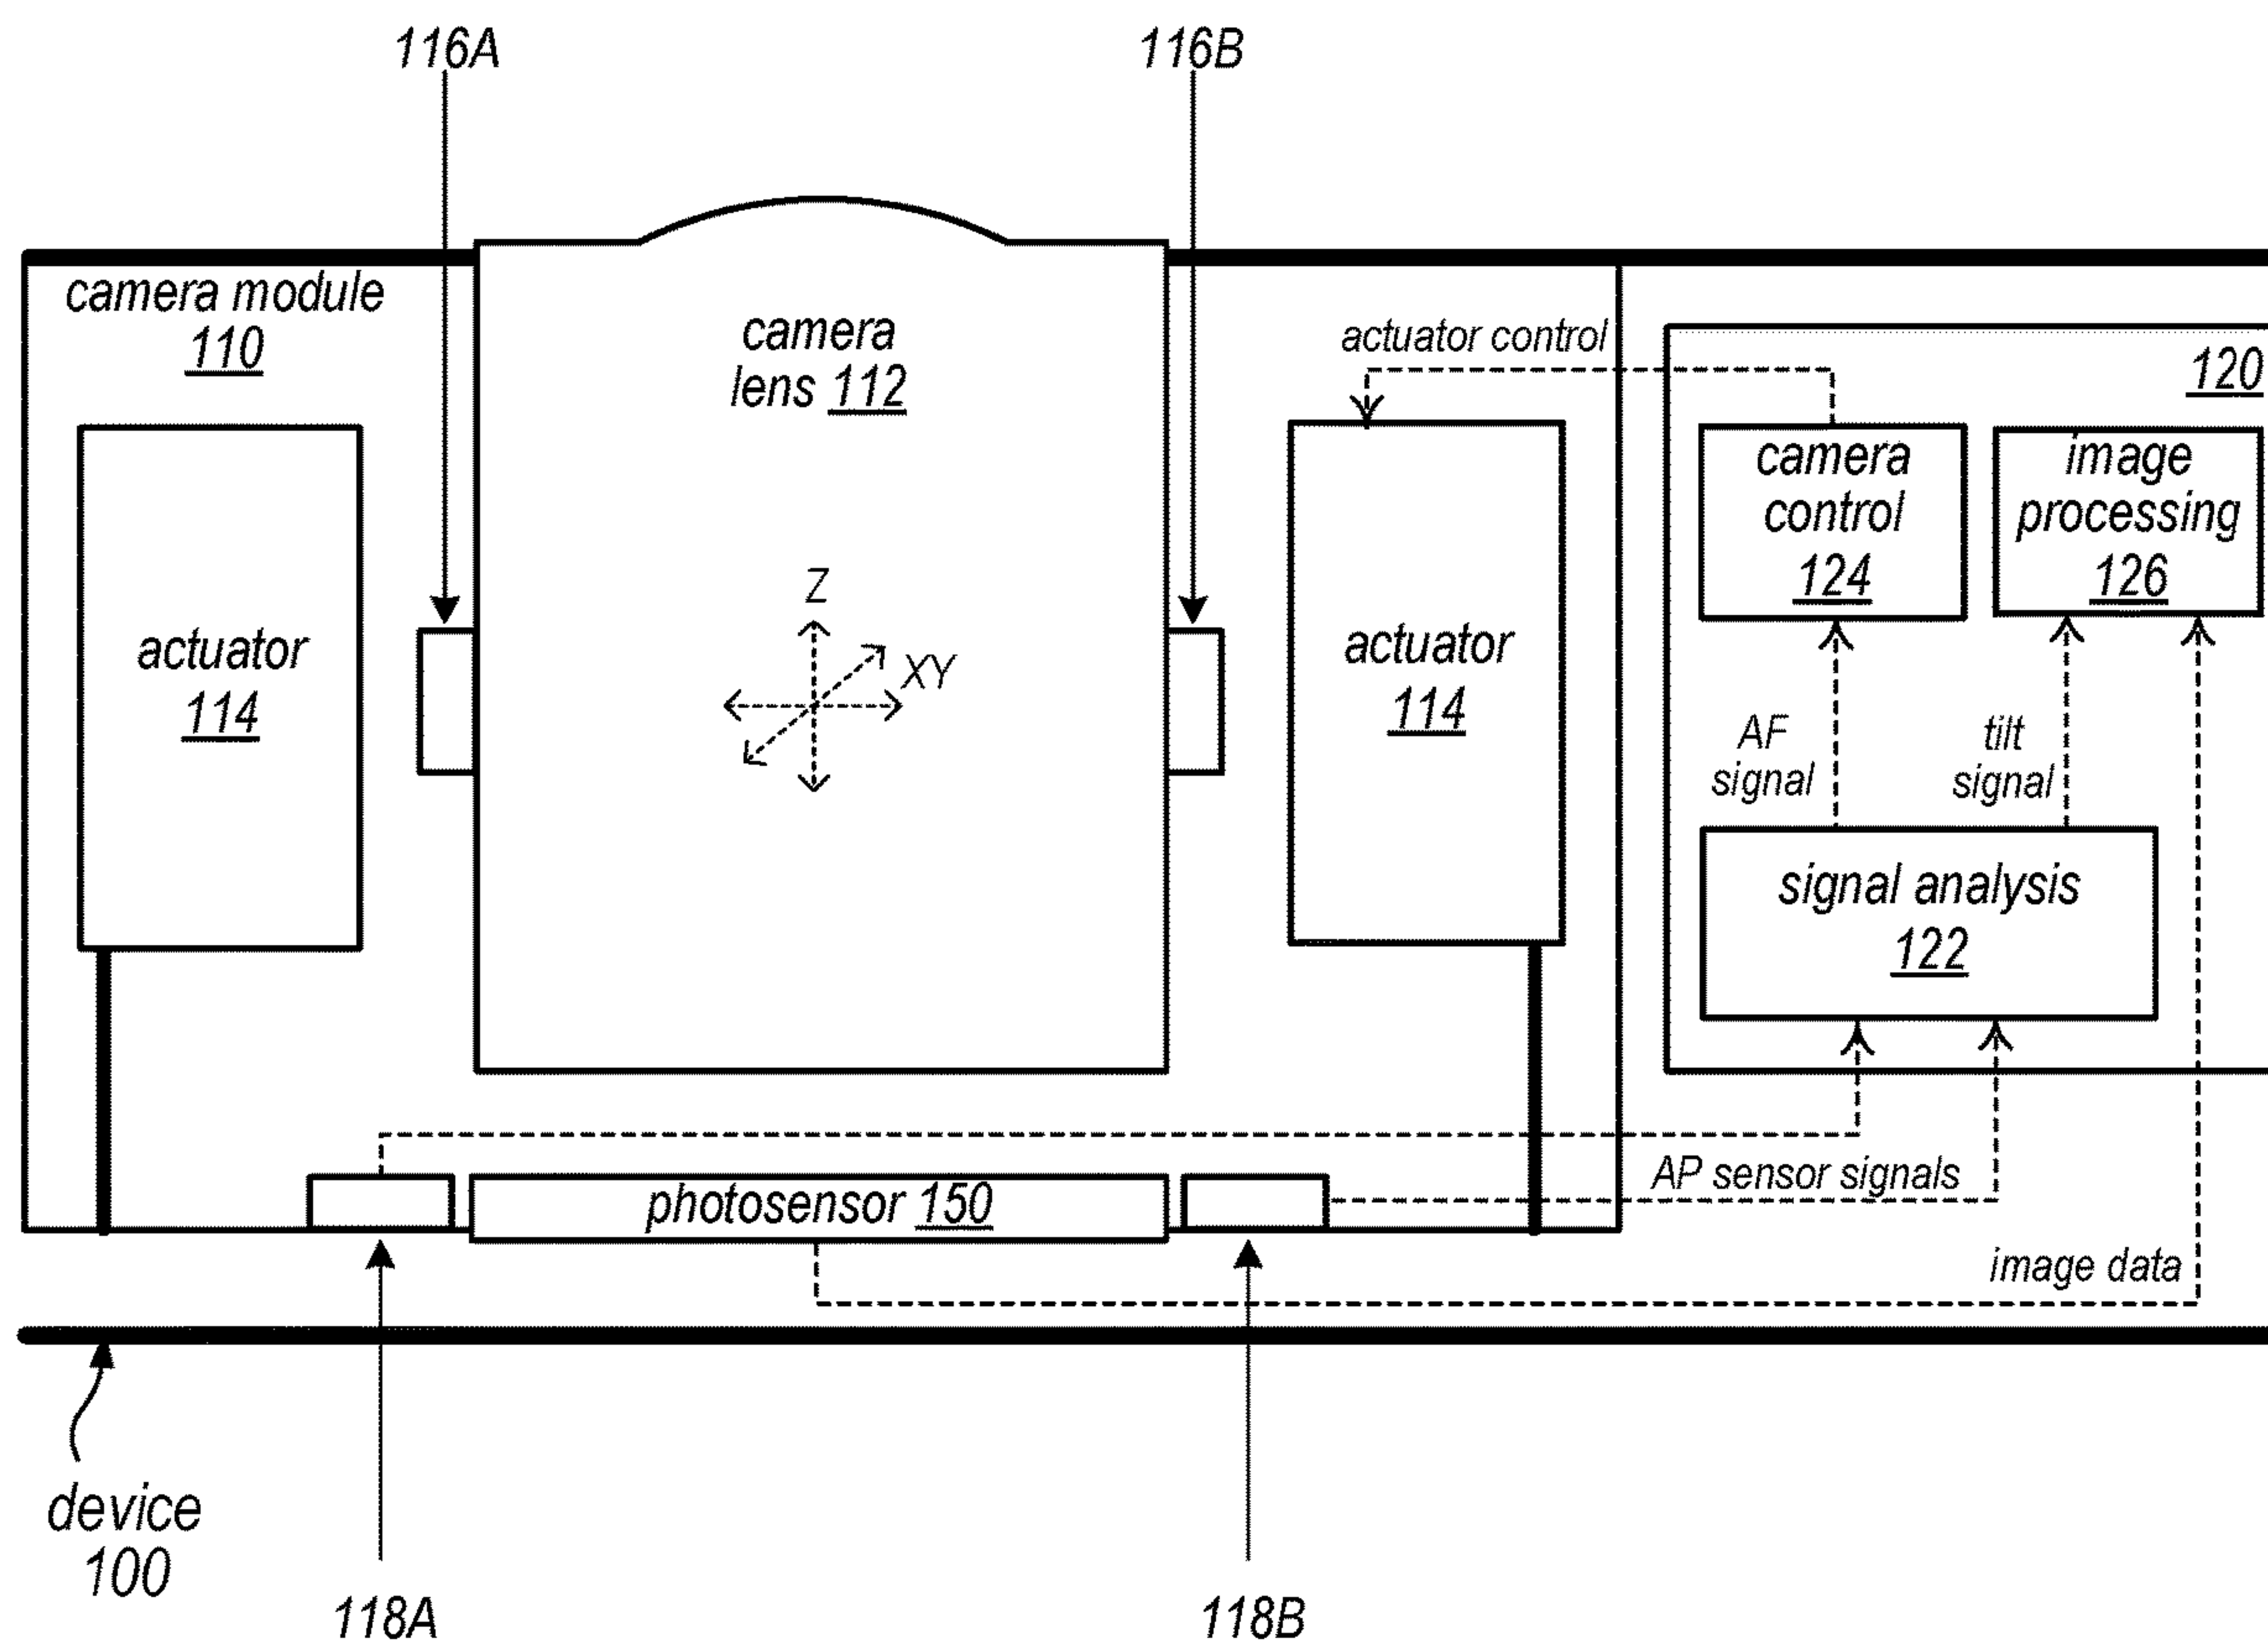 116A
116B
camera module
110
camera
lens 112
actuator control
120
camera
control
124
image
processing
126
Z
XY
actuator
114
actuator
114
AF
signal
tilt
signal
signal analysis
122
AP sensor signals
photosensor 150
image data
device
100
118A
118B